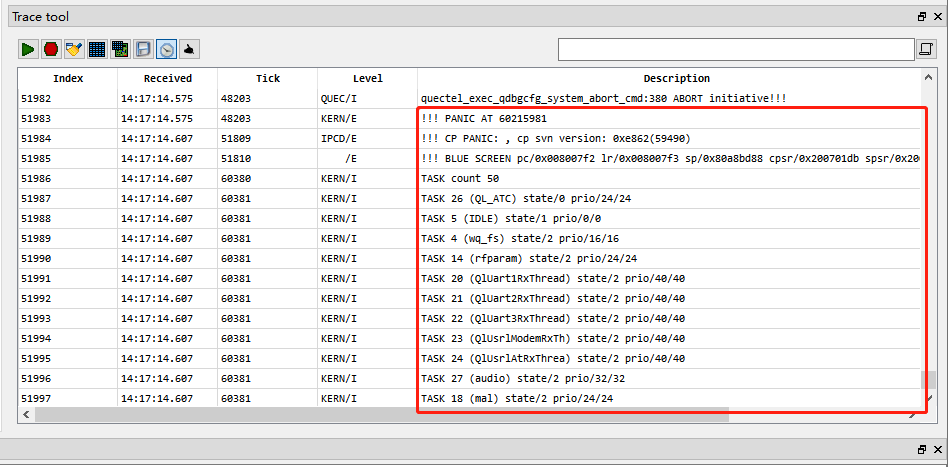 Trace tool
Index Received Tick Level Description
51982 14:17:14.575 48203 QUEC/I quectel_exec_qdbgcfg_system_abort_cmd:380 ABORT initiative!!!
51983 14:17:14.575 48203 KERN/E !!! PANIC AT 60215981
51984 14:17:14.607 51809 IPCD/E !!! CP PANIC: , cp svn version: 0xe862(59490)
51985 14:17:14.607 51810 /E !!! BLUE SCREEN pc/0x008007f2 lr/0x008007f3 sp/0x80a8bd88 cpsr/0x200701db spsr/0x200
51986 14:17:14.607 60380 KERN/I TASK count 50
51987 14:17:14.607 60381 KERN/I TASK 26 (QL_ATC) state/0 prio/24/24
51988 14:17:14.607 60381 KERN/I TASK 5 (IDLE) state/1 prio/0/0
51989 14:17:14.607 60381 KERN/I TASK 4 (wq_fs) state/2 prio/16/16
51990 14:17:14.607 60381 KERN/I TASK 14 (rfparam) state/2 prio/24/24
51991 14:17:14.607 60381 KERN/I TASK 20 (QlUart1RxThread) state/2 prio/40/40
51992 14:17:14.607 60381 KERN/I TASK 21 (QlUart2RxThread) state/2 prio/40/40
51993 14:17:14.607 60381 KERN/I TASK 22 (QlUart3RxThread) state/2 prio/40/40
51994 14:17:14.607 60381 KERN/I TASK 23 (QlUsrlModemRxTh) state/2 prio/40/40
51995 14:17:14.607 60381 KERN/I TASK 24 (QlUsrlAtRxThrea) state/2 prio/40/40
51996 14:17:14.607 60381 KERN/I TASK 27 (audio) state/2 prio/32/32
51997 14:17:14.607 60381 KERN/I TASK 18 (mal) state/2 prio/24/24